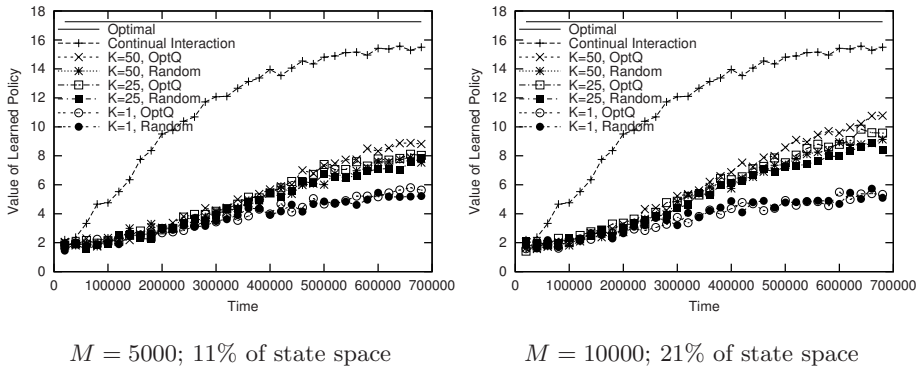 18
16
14
12
10
8
6
4
2
0
Value of Learned Policy
Optimal
Continual Interaction
K=50, OptQ
K=50, Random
K=25, OptQ
K=25, Random
K=1, OptQ
K=1, Random
0 100000 200000 300000 400000 500000 600000 700000
Time
M = 5000; 11% of state space
18
16
14
12
10
8
6
4
2
0
Value of Learned Policy
Optimal
Continual Interaction
K=50, OptQ
K=50, Random
K=25, OptQ
K=25, Random
K=1, OptQ
K=1, Random
0 100000 200000 300000 400000 500000 600000 700000
Time
M = 10000; 21% of state space